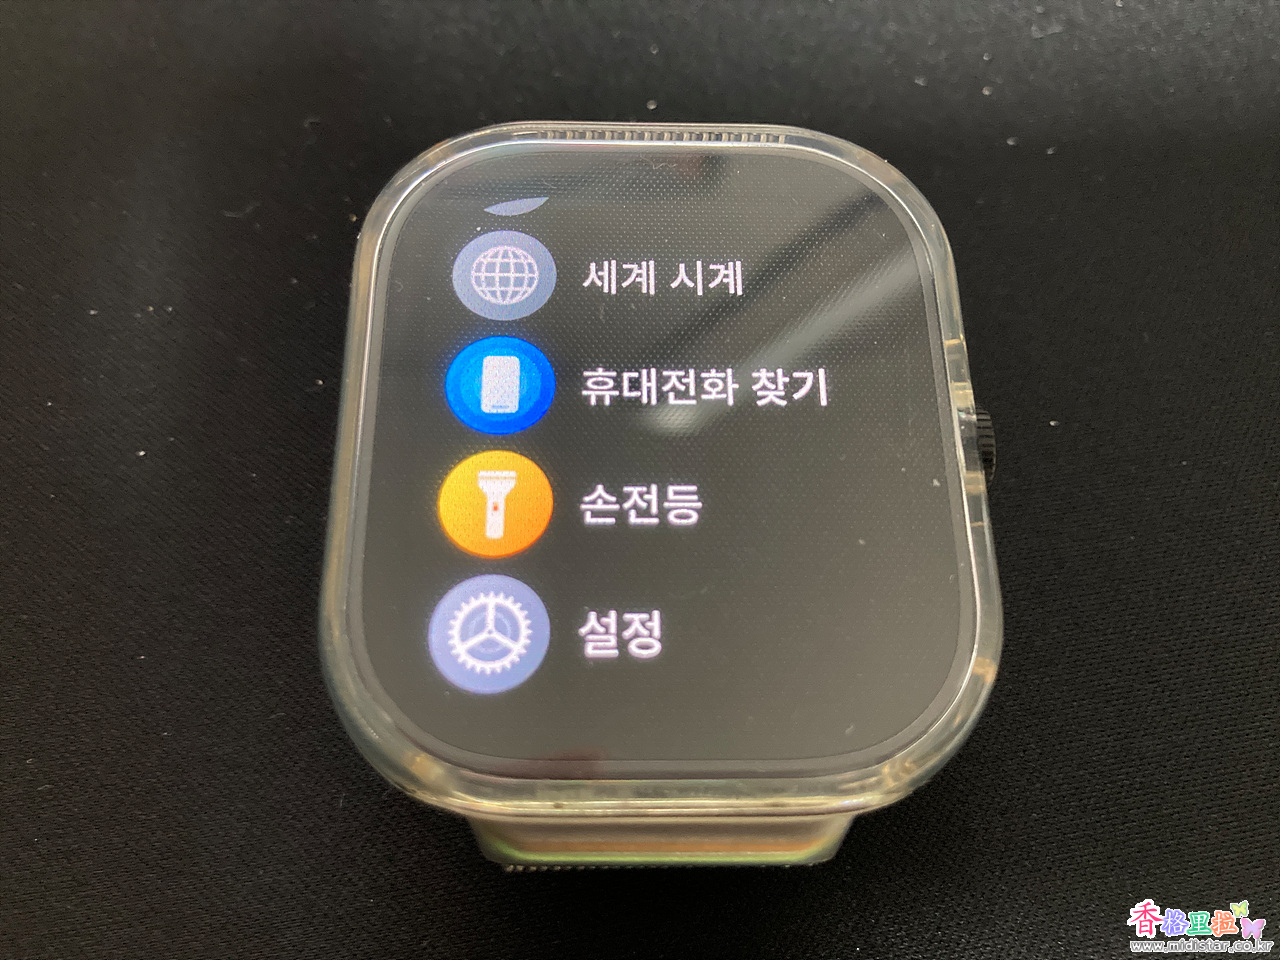 세계 시계
휴대전화 찾기
손전등
설정
香格里拉
www.midistar.co.kr